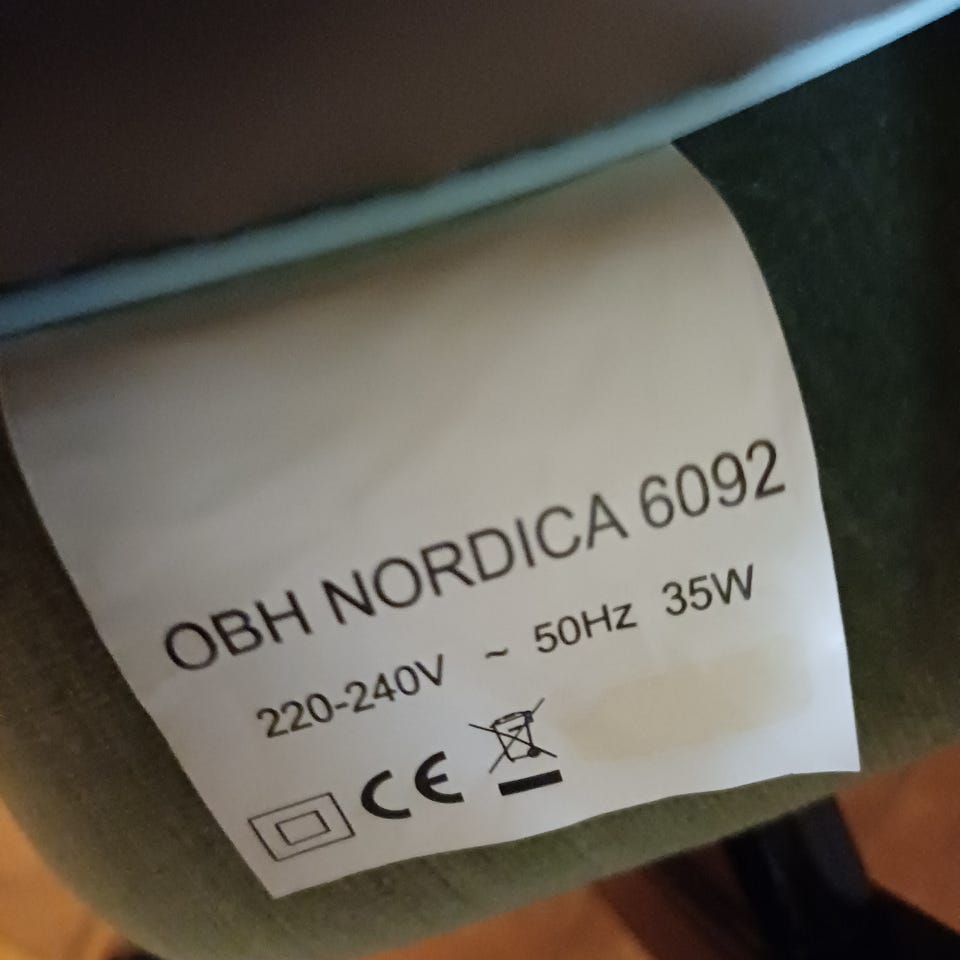 OBH NORDICA 6092
220-240V ~ 50Hz 35W
CE